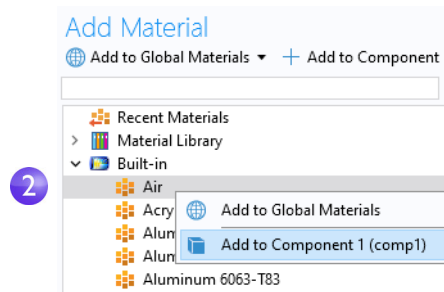 Add Material
Add to Global Materials + Add to Component
Recent Materials
Material Library
Built-in
2
Air
Add to Global Materials
Add to Component 1 (comp1)
Aluminum 6063-T83